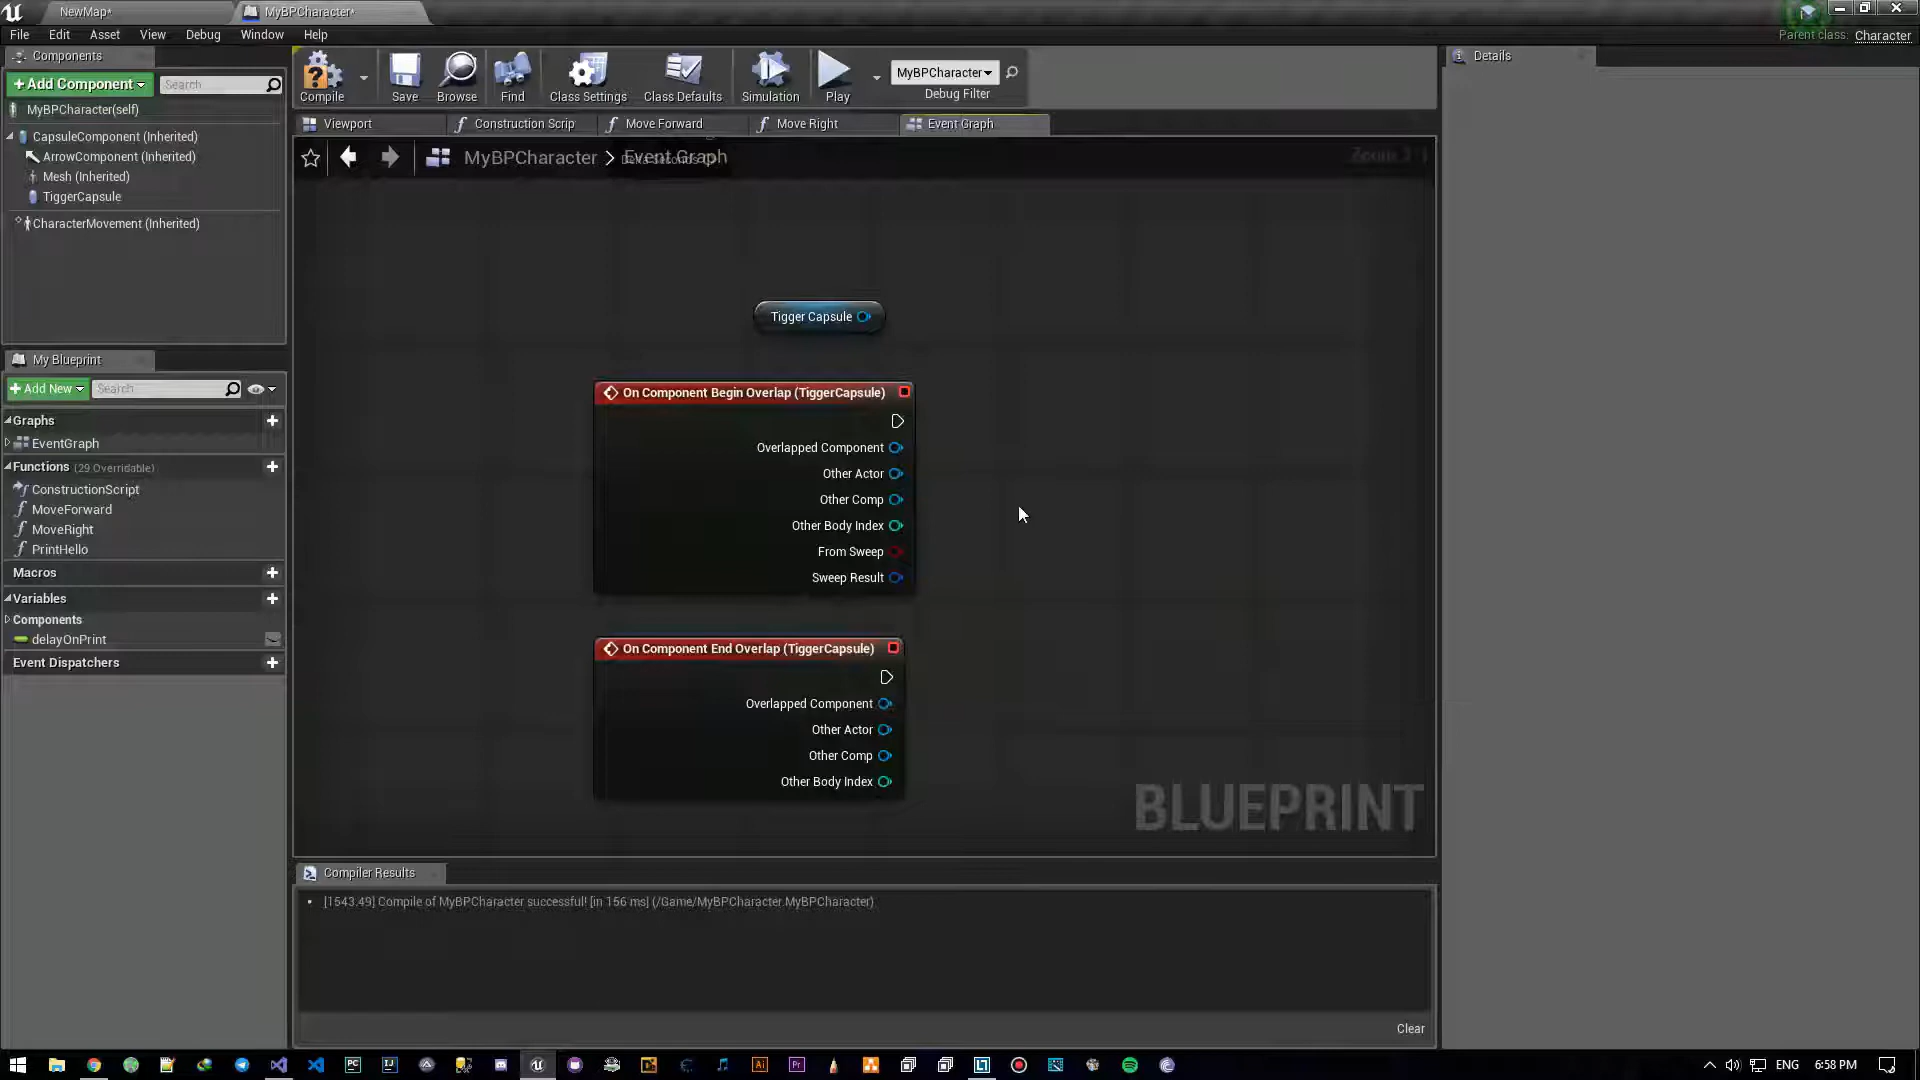 NewMap*
MyBPCharacter*
File Edit Asset View Debug Window Help
Parent class: Character
Components
Details
+Add Component
Search
MyBPCharacter(self)
CapsuleComponent (Inherited)
ArrowComponent (Inherited)
Mesh (Inherited)
TiggerCapsule
CharacterMovement (Inherited)
Compile
Save
Browse
Find
Class Settings
Class Defaults
Simulation
Play
MyBPCharacter
Debug Filter
Viewport
Construction Scrip
Move Forward
Move Right
Event Graph
MyBPCharacter > Event Graph
Tigger Capsule
On Component Begin Overlap (TiggerCapsule)
Overlapped Component
Other Actor
Other Comp
Other Body Index
From Sweep
Sweep Result
On Component End Overlap (TiggerCapsule)
Overlapped Component
Other Actor
Other Comp
Other Body Index
BLUEPRINT
My Blueprint
+Add New
Search
Graphs
EventGraph
Functions (29 Overridable)
ConstructionScript
MoveForward
MoveRight
PrintHello
Macros
Variables
Components
delayOnPrint
Event Dispatchers
Compiler Results
[1543.49] Compile of MyBPCharacter successful! [in 156 ms] (/Game/MyBPCharacter.MyBPCharacter)
Clear
ENG
6:58 PM